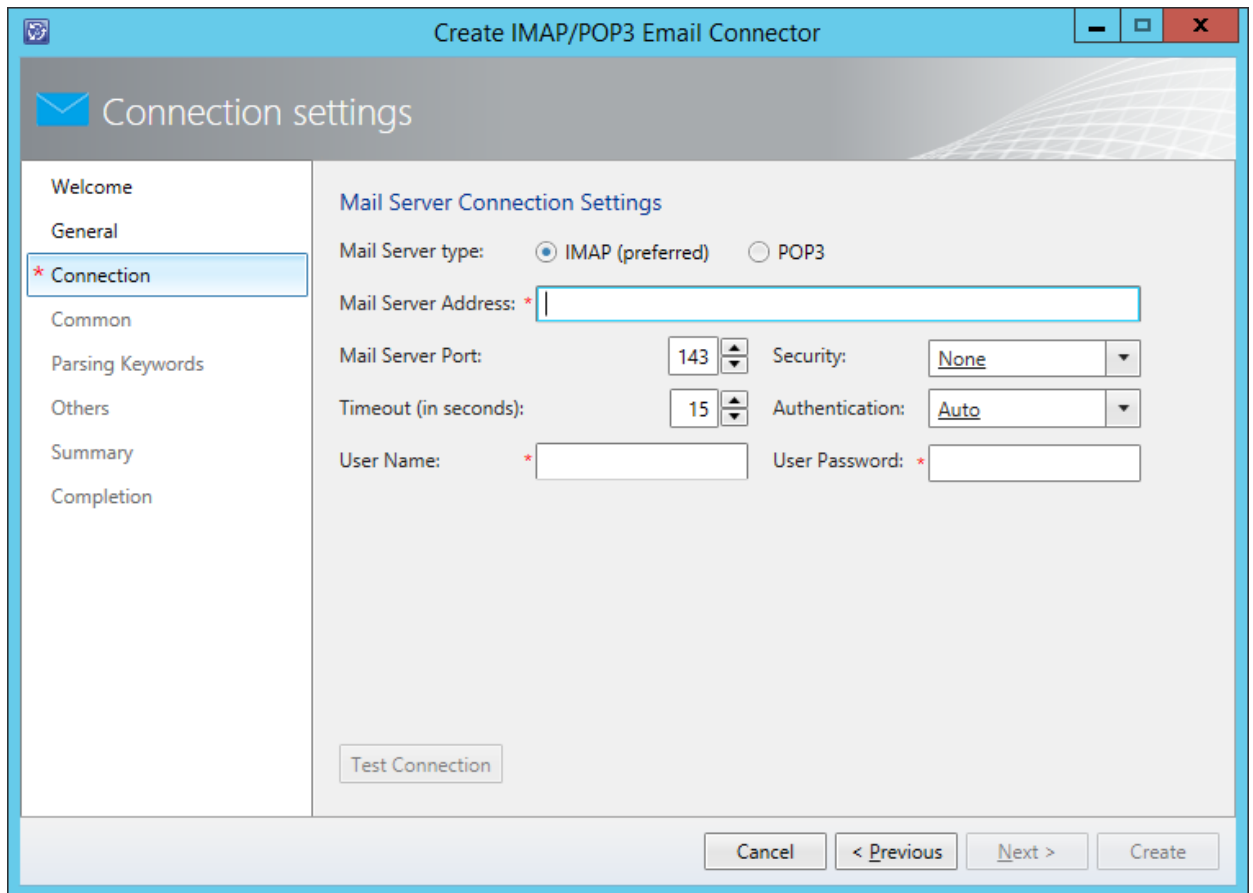 Create IMAP/POP3 Email Connector
X
Connection settings
Welcome
General
* Connection
Common
Parsing Keywords
Others
Summary
Completion
Mail Server Connection Settings
Mail Server type: IMAP (preferred) POP3
Mail Server Address: *
Mail Server Port: 143 Security: None
Timeout (in seconds): 15 Authentication: Auto
User Name: * User Password: *
Test Connection
Cancel < Previous Next > Create